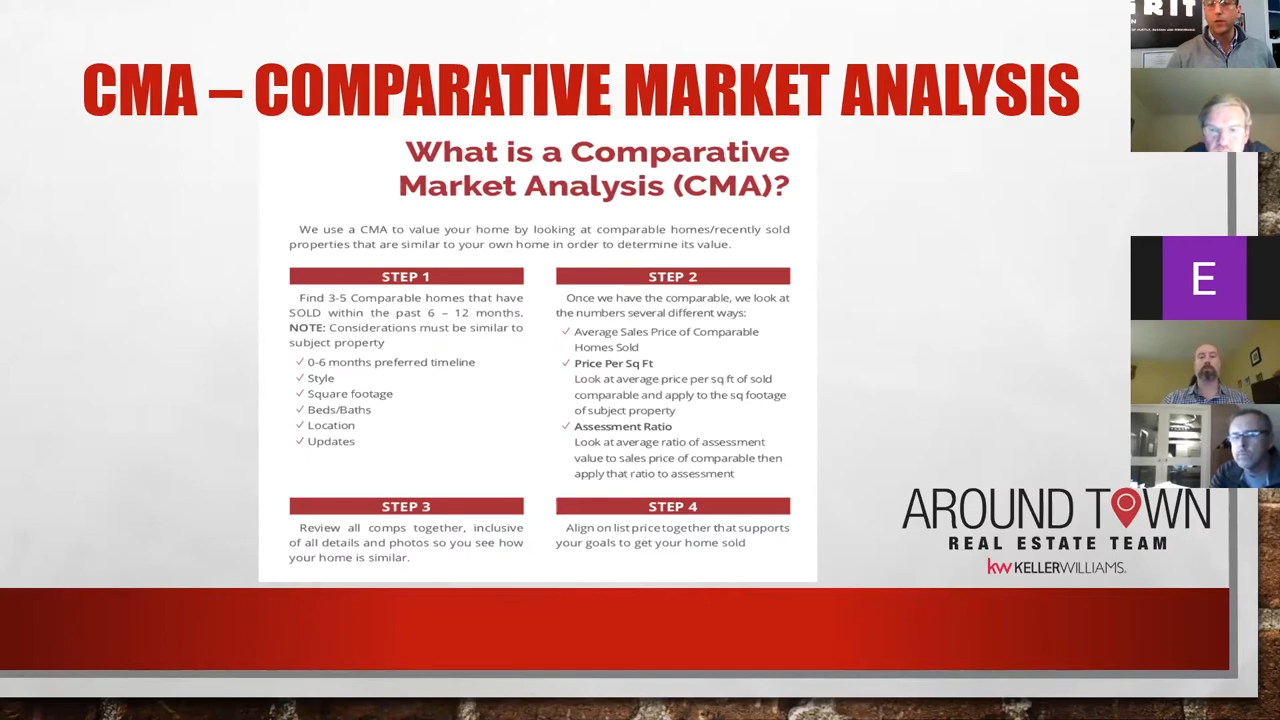 CMA – COMPARATIVE MARKET ANALYSIS
What is a Comparative
Market Analysis (CMA)?
We use a CMA to value your home by looking at comparable homes/recently sold
properties that are similar to your own home in order to determine its value.
STEP 1
Find 3-5 Comparable homes that have
SOLD within the past 6 – 12 months.
NOTE: Considerations must be similar to
subject property
✓ 0-6 months preferred timeline
✓ Style
✓ Square footage
✓ Beds/Baths
✓ Location
✓ Updates
STEP 2
Once we have the comparable, we look at
the numbers several different ways:
✓ Average Sales Price of Comparable
Homes Sold
✓ Price Per Sq Ft
Look at average price per sq ft of sold
comparable and apply to the sq footage
of subject property
✓ Assessment Ratio
Look at average ratio of assessment
value to sales price of comparable then
apply that ratio to assessment
STEP 3
Review all comps together, inclusive
of all details and photos so you see how
your home is similar.
STEP 4
Align on list price together that supports
your goals to get your home sold
AROUND TOWN
REAL ESTATE TEAM
kw KELLERWILLIAMS.
E